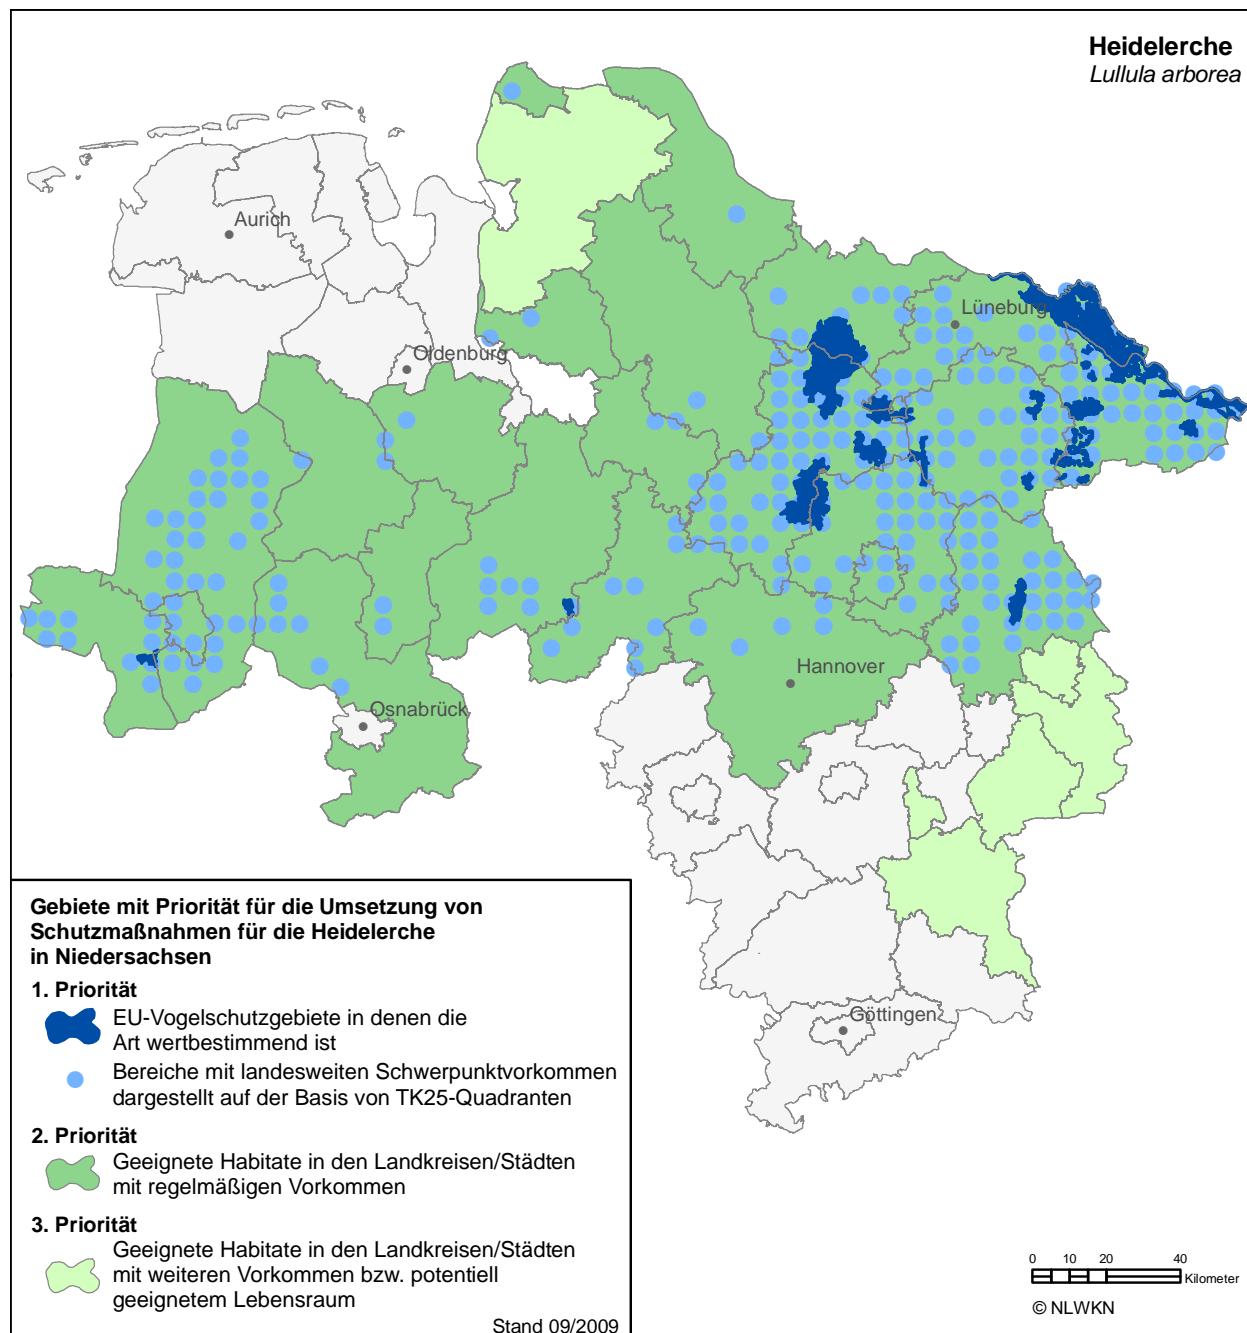 Heidelerche
Lullula arborea
Aurich
Lüneburg
Oldenburg
Hannover
Osnabrück
Göttingen
Gebiete mit Priorität für die Umsetzung von
Schutzmaßnahmen für die Heidelerche
in Niedersachsen
1. Priorität
EU-Vogelschutzgebiete in denen die
Art wertbestimmend ist
Bereiche mit landesweiten Schwerpunktvorkommen
dargestellt auf der Basis von TK25-Quadranten
2. Priorität
Geeignete Habitate in den Landkreisen/Städten
mit regelmäßigen Vorkommen
3. Priorität
Geeignete Habitate in den Landkreisen/Städten
mit weiteren Vorkommen bzw. potentiell
geeignetem Lebensraum
Stand 09/2009
0 10 20 40
Kilometer
© NLWKN